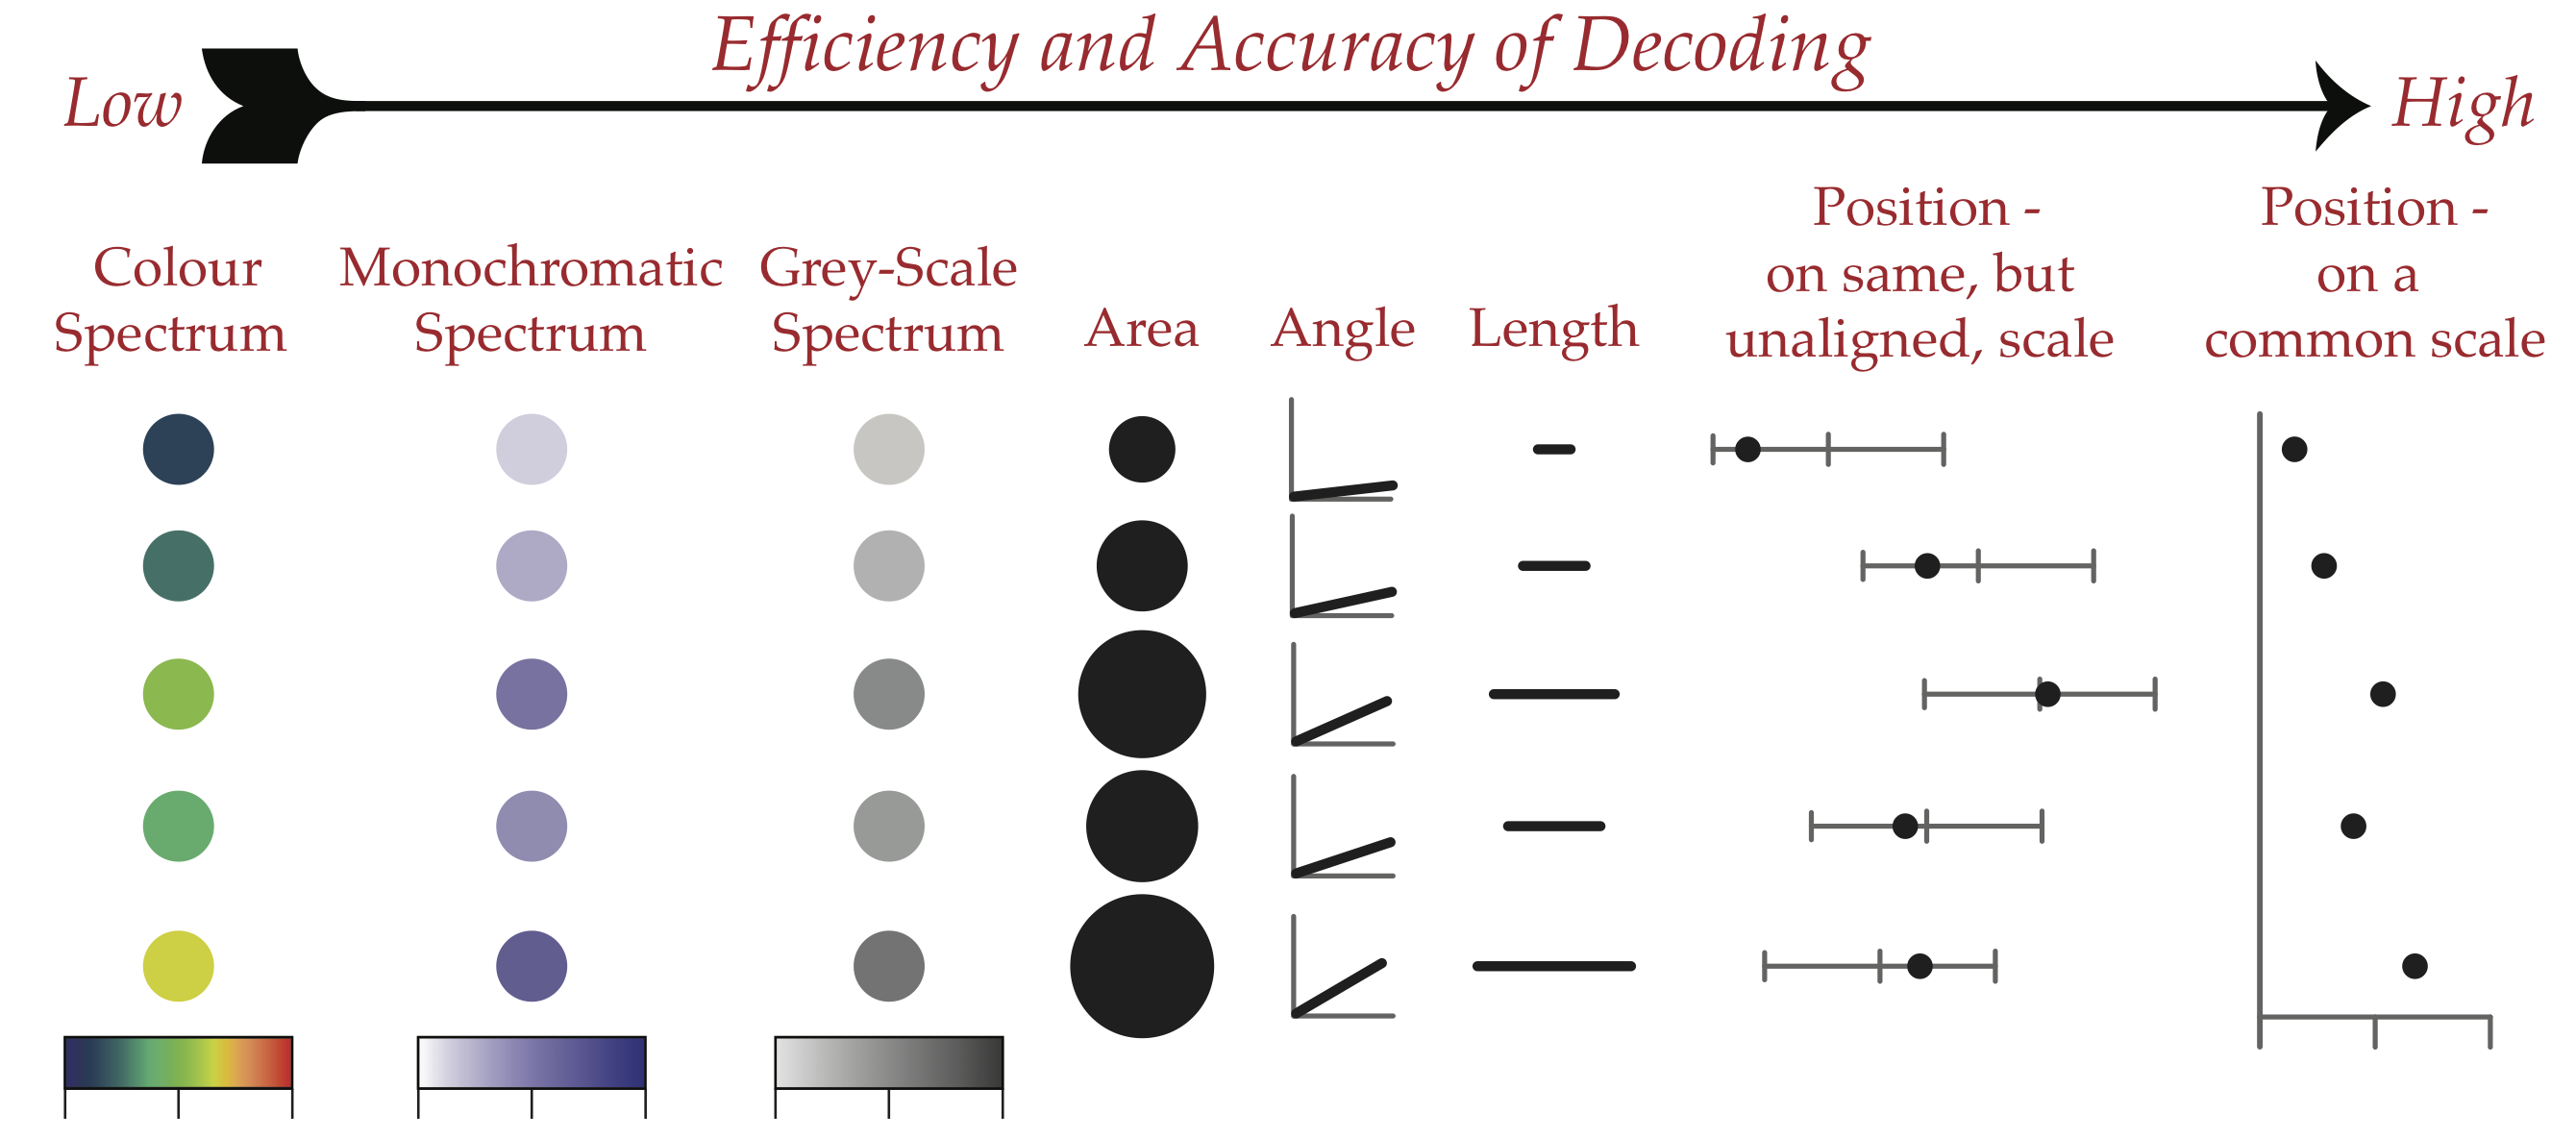 Efficiency and Accuracy of Decoding
Low
High
Colour
Spectrum
Monochromatic
Spectrum
Grey-Scale
Spectrum
Area
Angle
Length
Position -
on same, but
unaligned, scale
Position -
on a
common scale